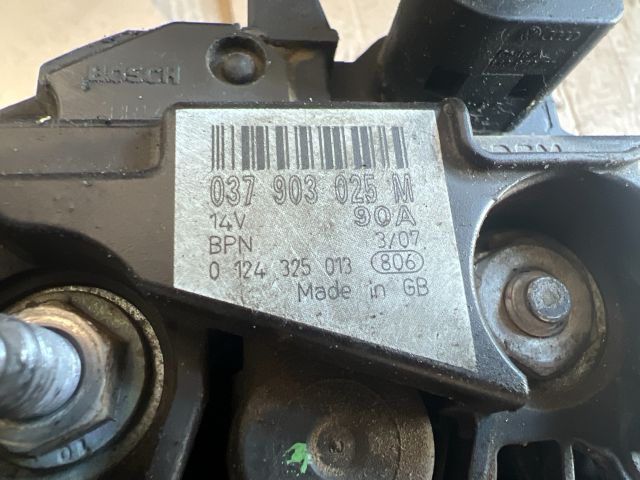 BOSCH
037 903 025 M
14V 90A
BPN 3/07
0 124 325 013 806
Made in GB